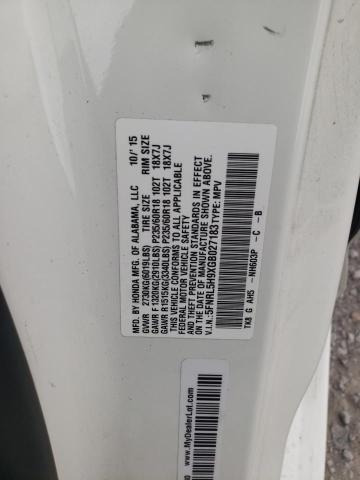 MFD. BY HONDA MFG. OF ALABAMA, LLC 10/'15
GVWR 2730KG(6019LBS) TIRE SIZE RIM SIZE
GAWR F 1320KG(2910LBS) P235/60R18 102T 18X7J
GAWR R 1515KG(3340LBS) P235/60R18 102T 18X7J
THIS VEHICLE CONFORMS TO ALL APPLICABLE
FEDERAL MOTOR VEHICLE SAFETY
AND THEFT PREVENTION STANDARDS IN EFFECT
ON THE DATE OF MANUFACTURE SHOWN ABOVE.
V.I.N.:5FNRL5H9XGB027183 TYPE: MPV
TK8 G AH5 - NH603P - C - B
www.
MyDealerLot.com